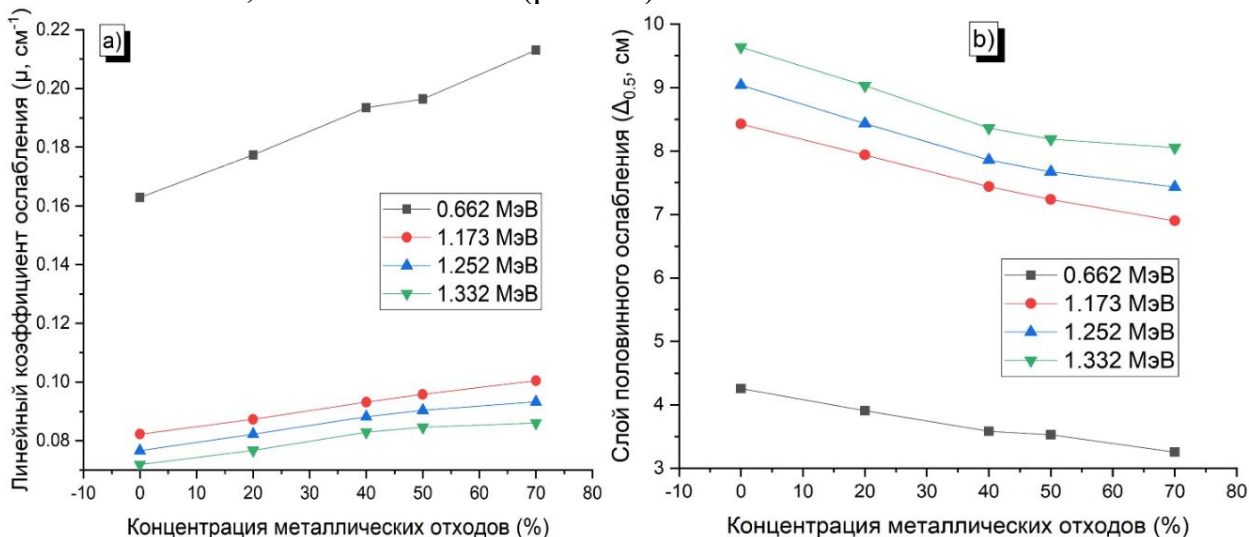 a)
Линейный коэффициент ослабления (μ, см⁻¹)
0.22
0.20
0.18
0.16
0.14
0.12
0.10
0.08
0.662 МэВ
1.173 МэВ
1.252 МэВ
1.332 МэВ
-10 0 10 20 30 40 50 60 70 80
Концентрация металлических отходов (%)
b)
Слой половинного ослабления (Δ₀.₅, см)
10
9
8
7
6
5
4
3
0.662 МэВ
1.173 МэВ
1.252 МэВ
1.332 МэВ
-10 0 10 20 30 40 50 60 70 80
Концентрация металлических отходов (%)